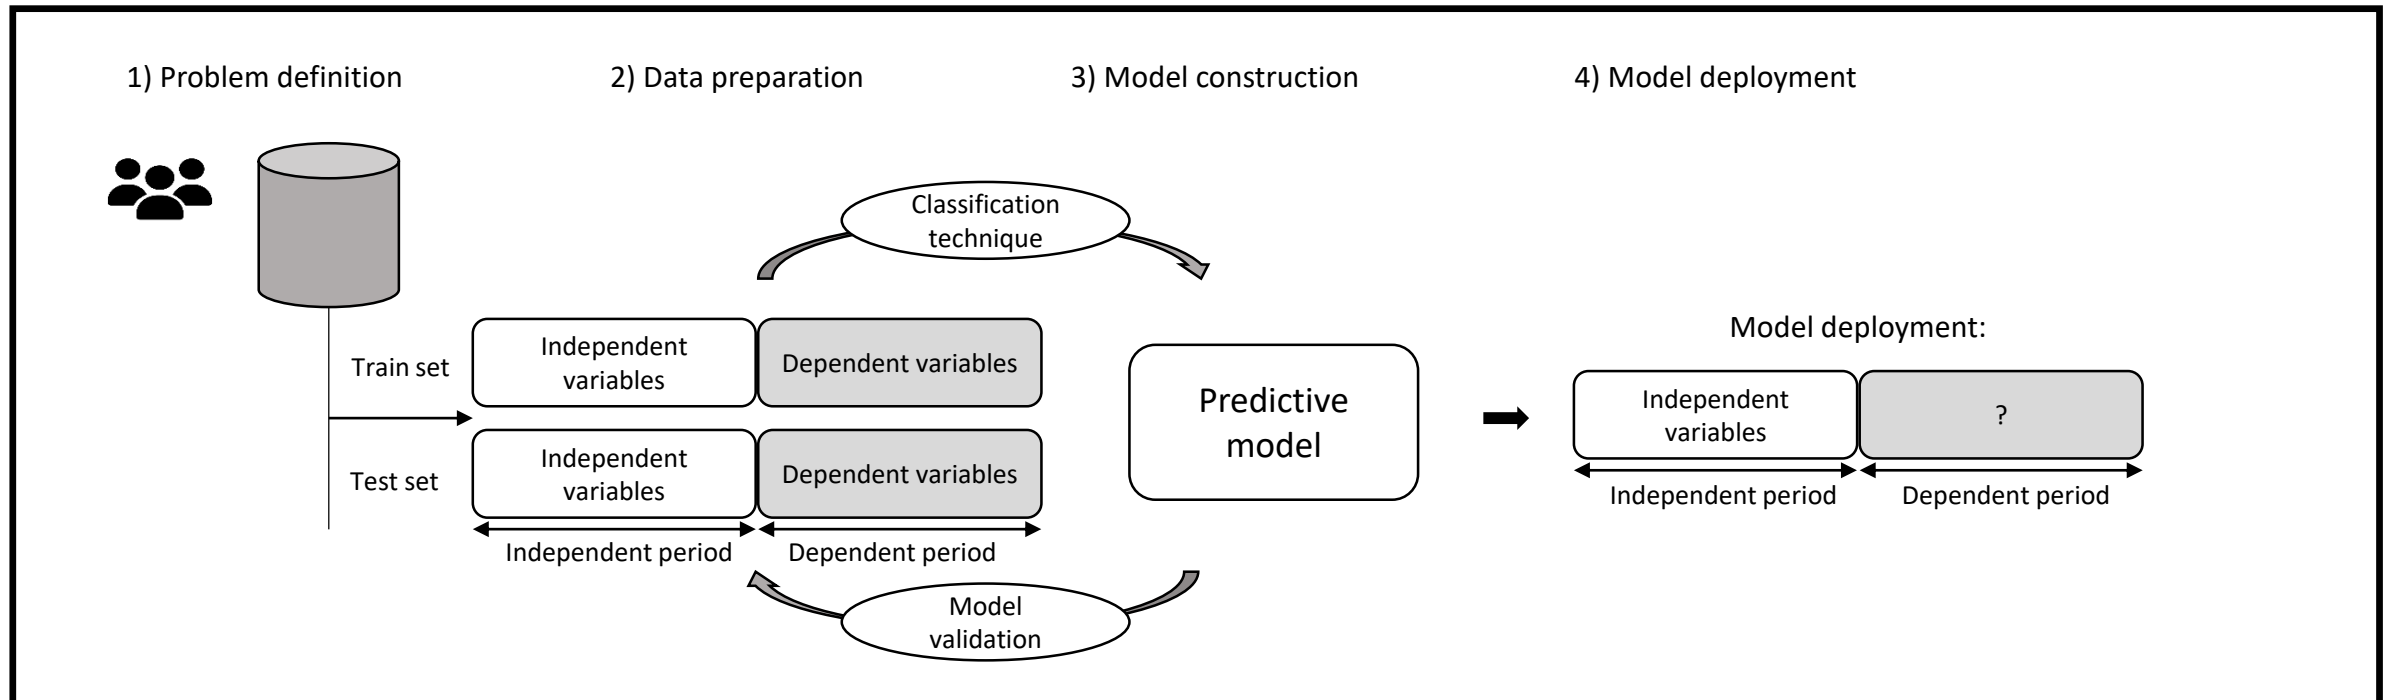 1) Problem definition
2) Data preparation
3) Model construction
4) Model deployment
Classification
technique
Train set
Independent
variables
Dependent variables
Test set
Independent
variables
Dependent variables
Independent period
Dependent period
Model
validation
Predictive
model
Model deployment:
Independent
variables
?
Independent period
Dependent period